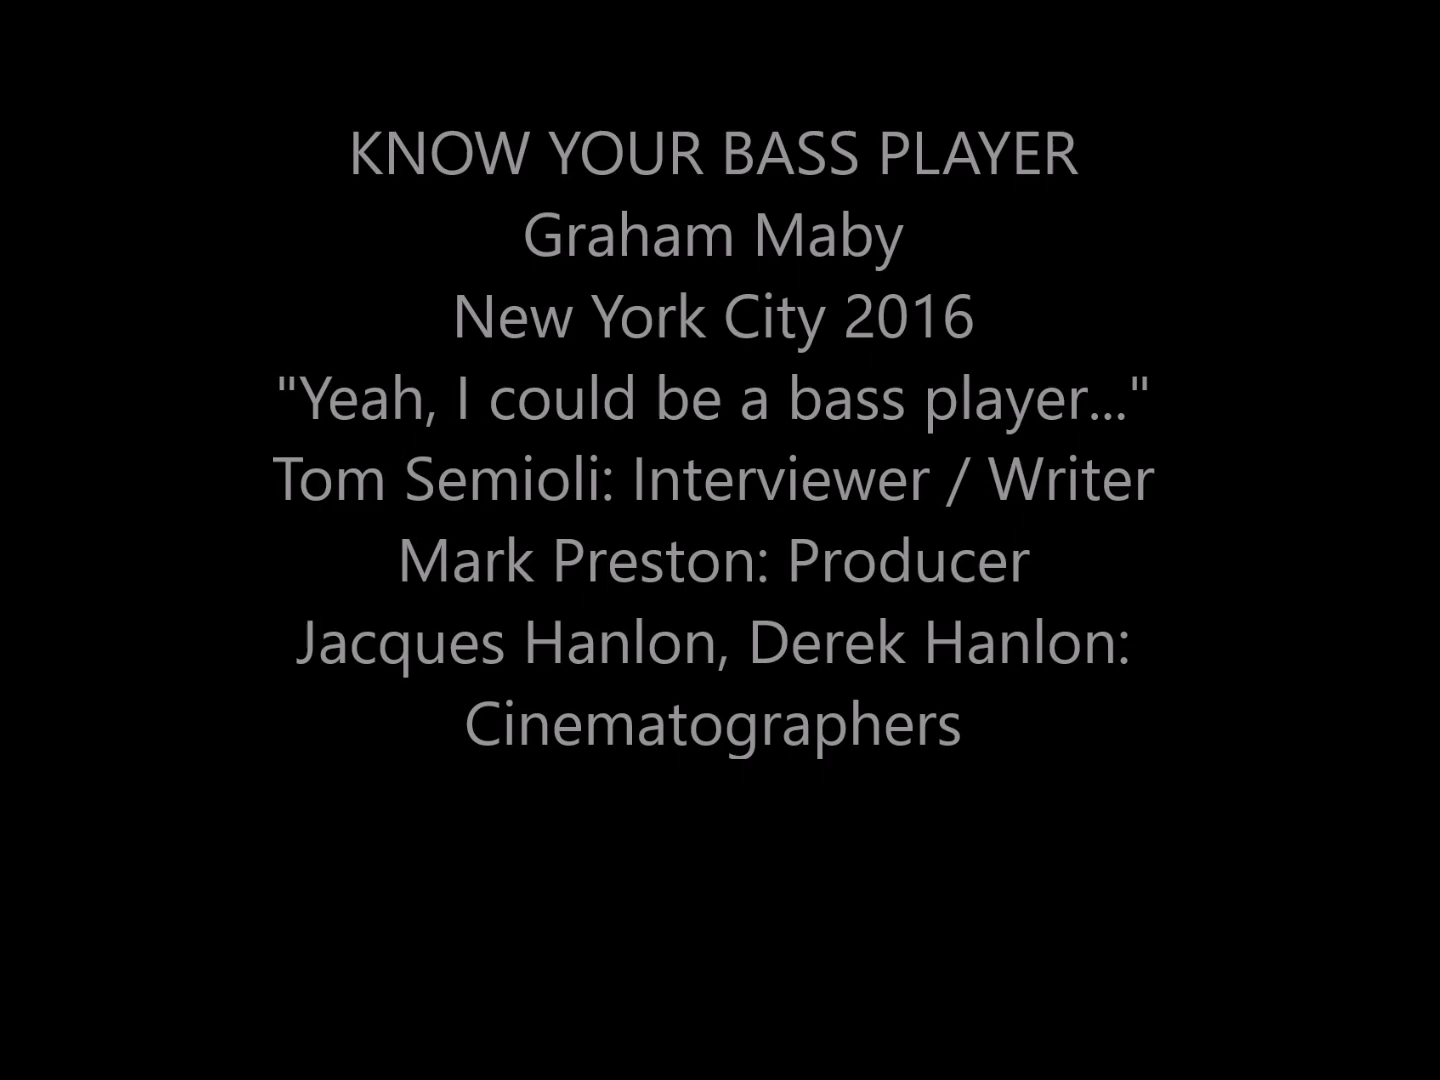 KNOW YOUR BASS PLAYER
Graham Maby
New York City 2016
"Yeah, I could be a bass player..."
Tom Semioli: Interviewer / Writer
Mark Preston: Producer
Jacques Hanlon, Derek Hanlon:
Cinematographers